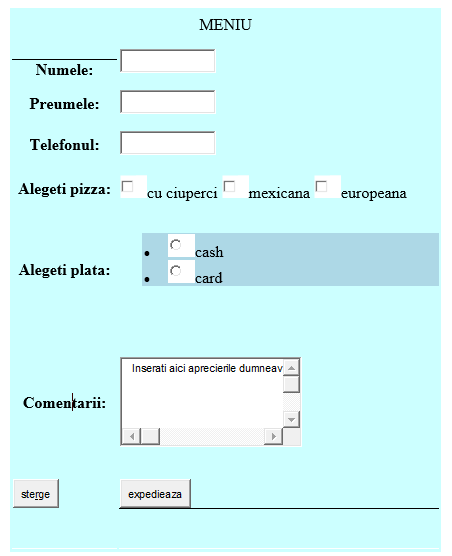 MENIU
Numele:
Preumele:
Telefonul:
Alegeti pizza: cu ciuperci mexicana europeana
Alegeti plata:
• cash
• card
Comentarii:
Inserati aici aprecierile dumneav
sterge expedieaza